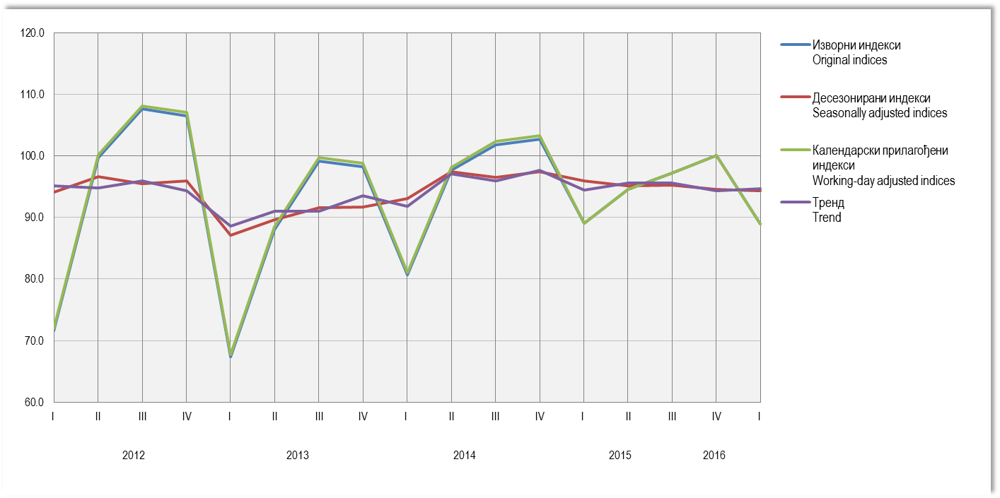 120.0
110.0
100.0
90.0
80.0
70.0
60.0
I II III IV I II III IV I II III IV I II III IV I
2012 2013 2014 2015 2016
Изворни индекси
Original indices
Десезонирани индекси
Seasonally adjusted indices
Календарски прилагођени
индекси
Working-day adjusted indices
Тренд
Trend